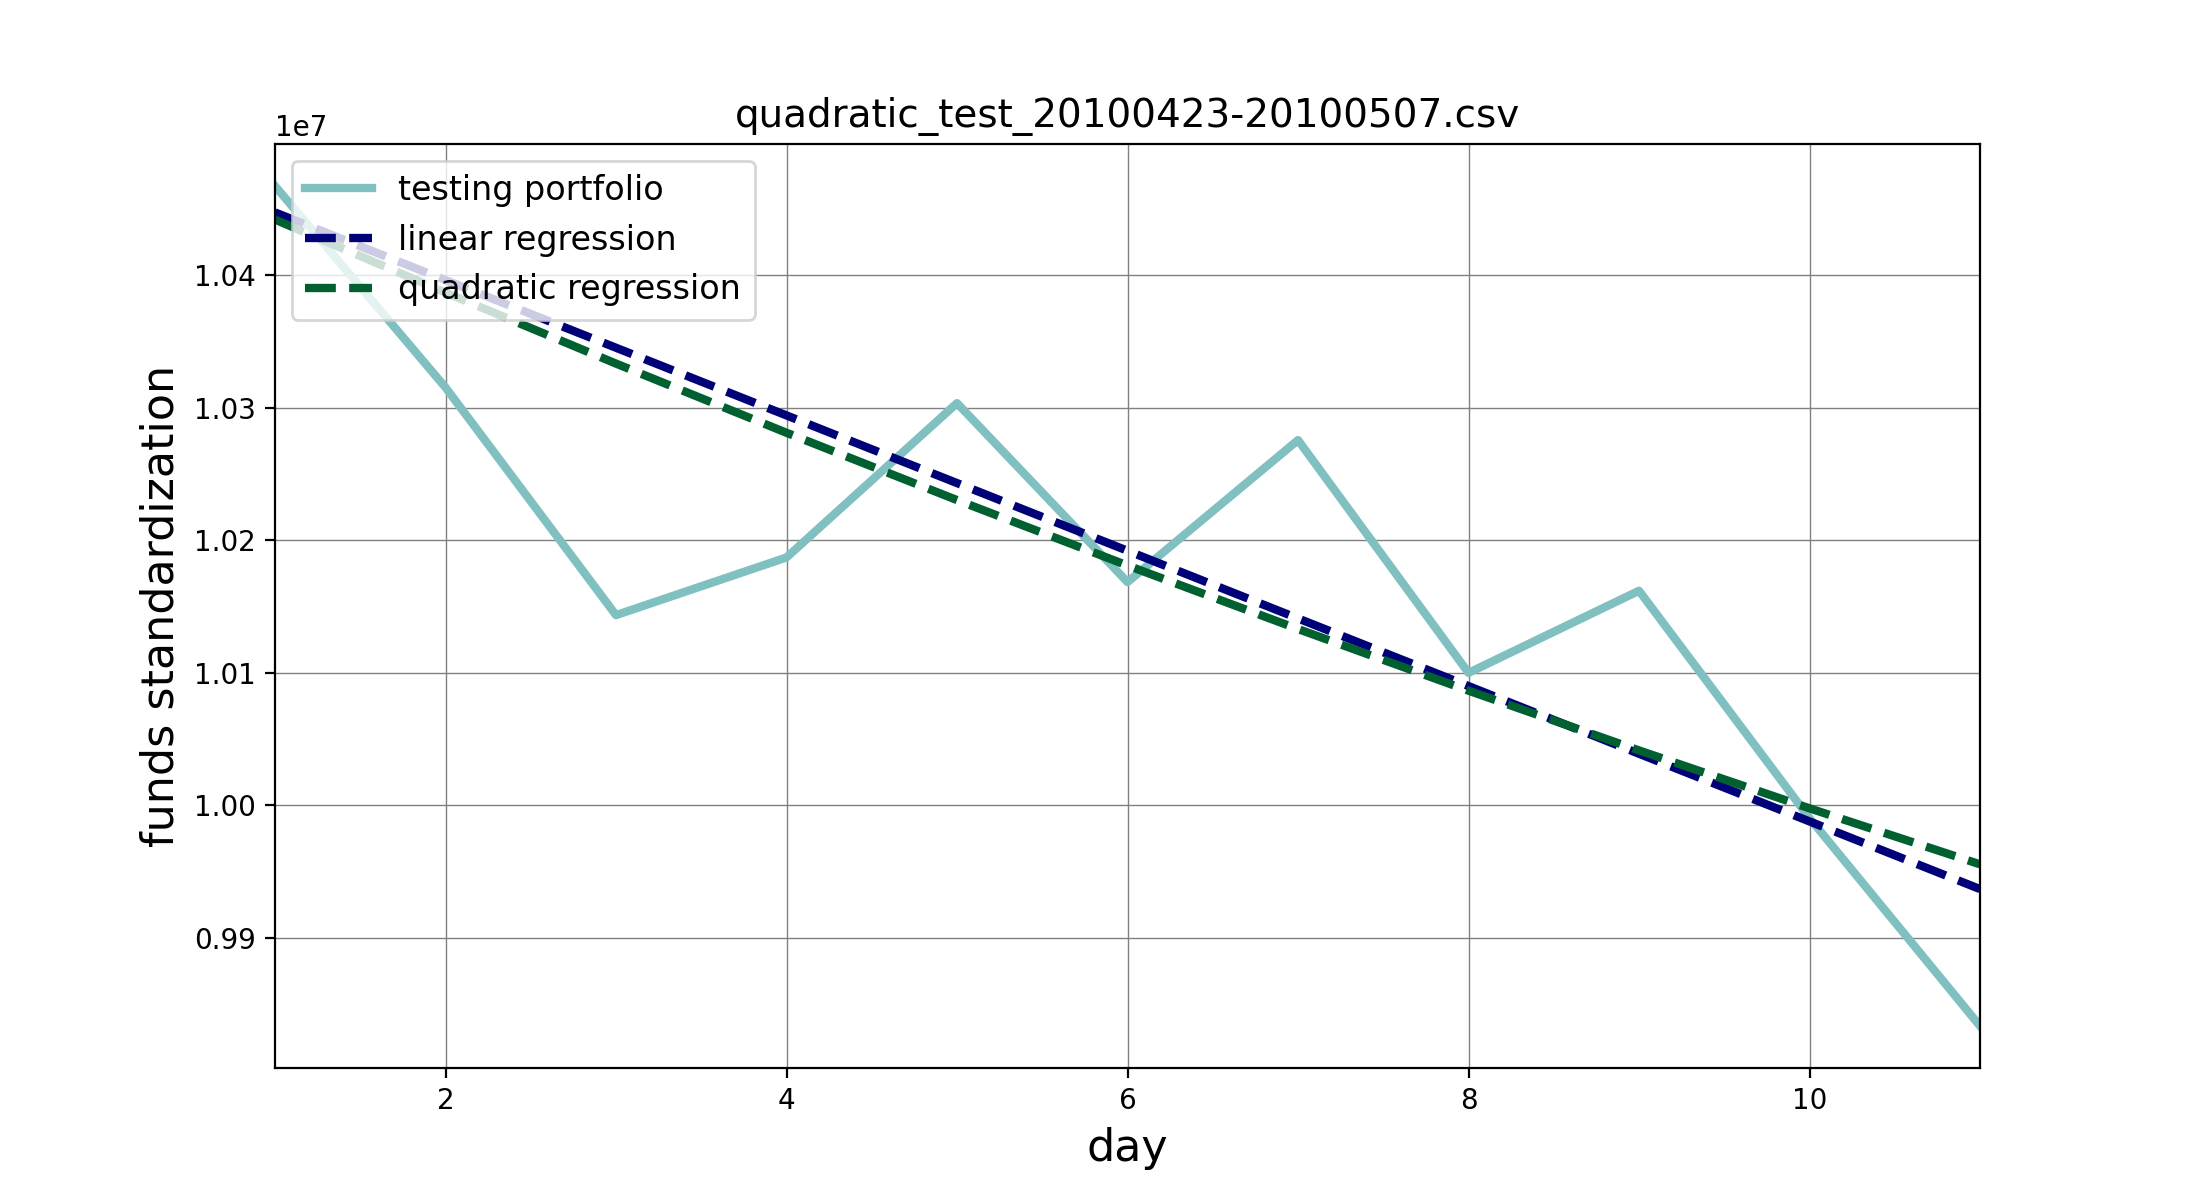 quadratic_test_20100423-20100507.csv
1e7
testing portfolio
linear regression
quadratic regression
funds standardization
1.04
1.03
1.02
1.01
1.00
0.99
2 4 6 8 10
day